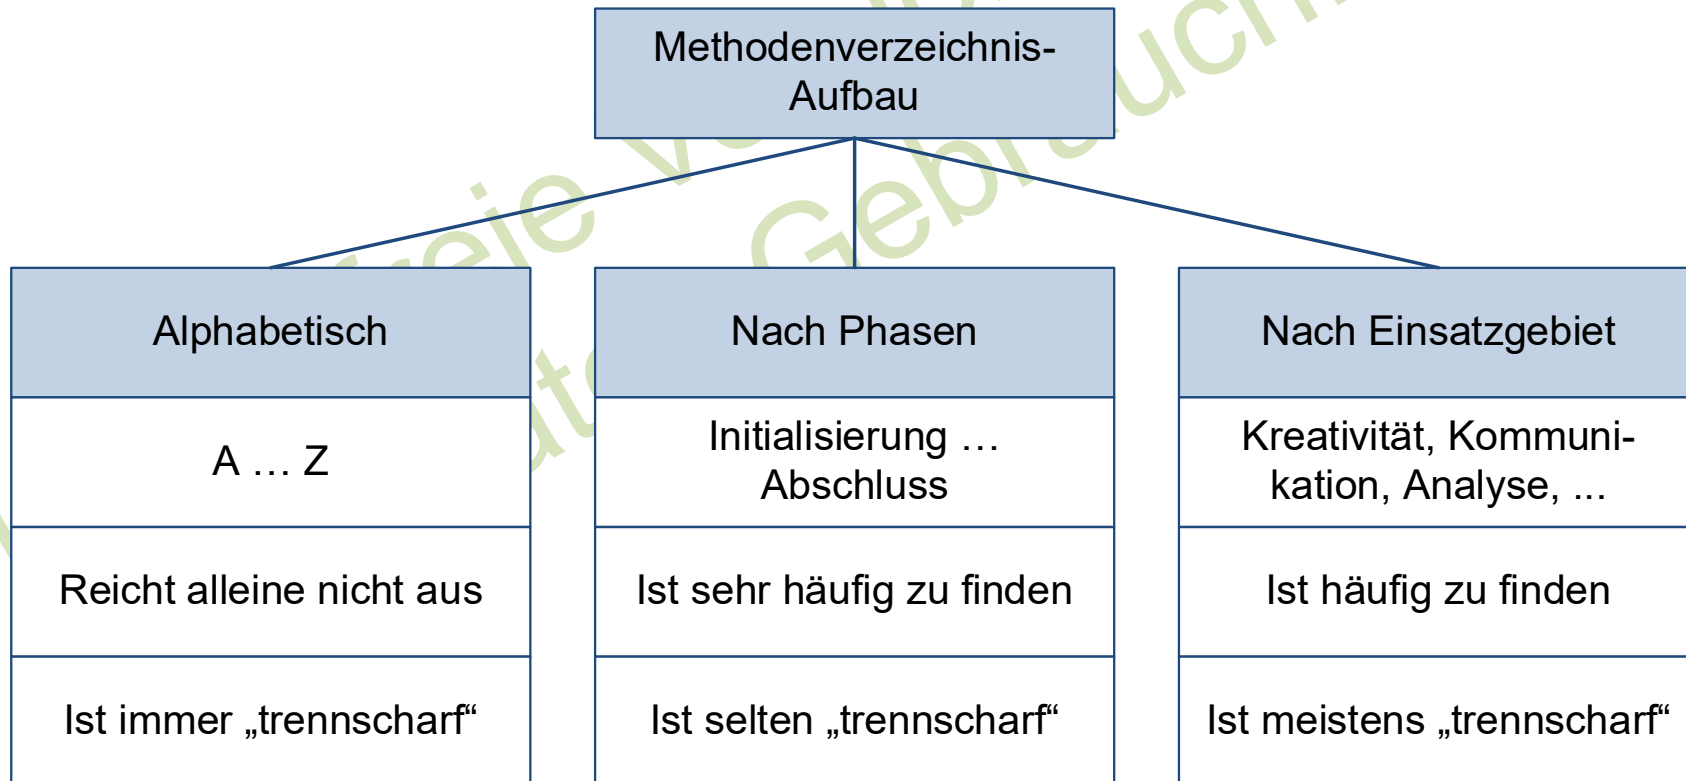 Methodenverzeichnis-
Aufbau
Alphabetisch
A … Z
Reicht alleine nicht aus
Ist immer „trennscharf“
Nach Phasen
Initialisierung …
Abschluss
Ist sehr häufig zu finden
Ist selten „trennscharf“
Nach Einsatzgebiet
Kreativität, Kommuni-
kation, Analyse, ...
Ist häufig zu finden
Ist meistens „trennscharf“